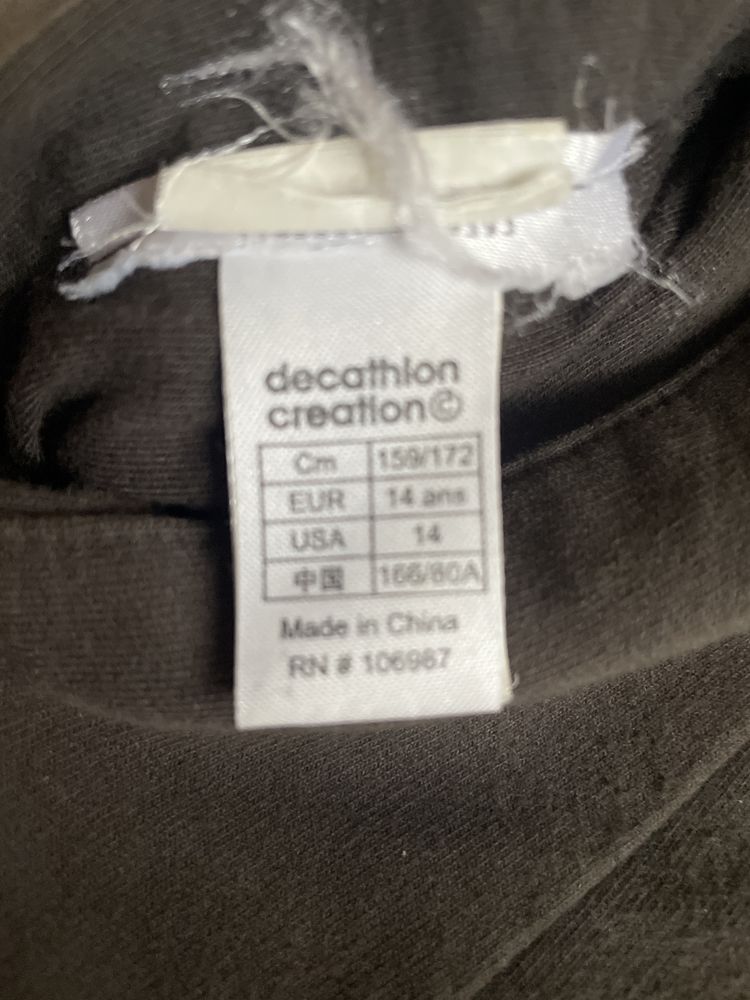 decathlon
creation©
Cm 159/172
EUR 14 ans
USA 14
中国 166/80A
Made in China
RN # 106987